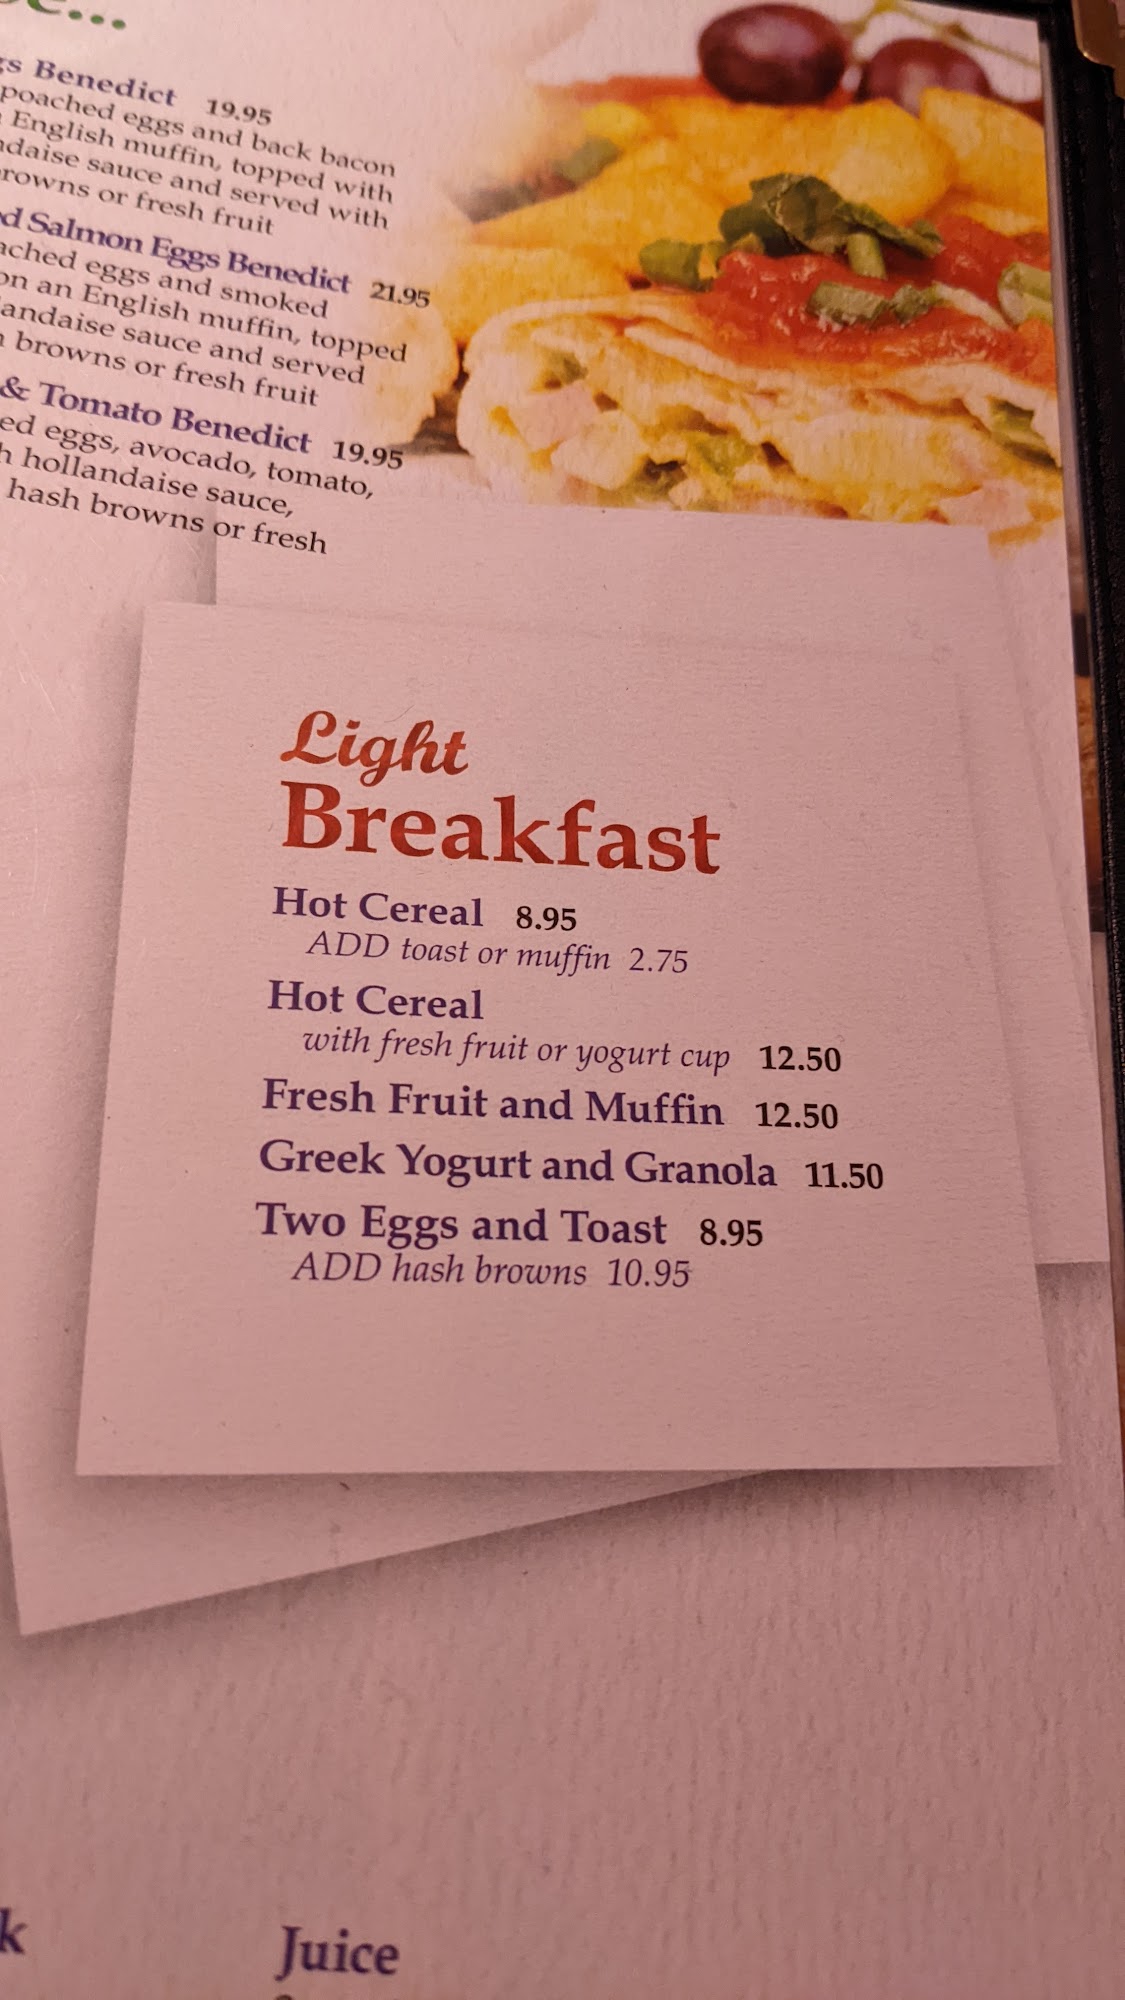 Benedict 19.95
poached eggs and back bacon
English muffin, topped with
sauce and served with
or fresh fruit
Salmon Eggs Benedict 21.95
eggs and smoked
on an English muffin, topped
sauce and served
browns or fresh fruit
& Tomato Benedict 19.95
eggs, avocado, tomato,
hollandaise sauce,
hash browns or fresh
Light
Breakfast
Hot Cereal 8.95
ADD toast or muffin 2.75
Hot Cereal
with fresh fruit or yogurt cup 12.50
Fresh Fruit and Muffin 12.50
Greek Yogurt and Granola 11.50
Two Eggs and Toast 8.95
ADD hash browns 10.95
Juice